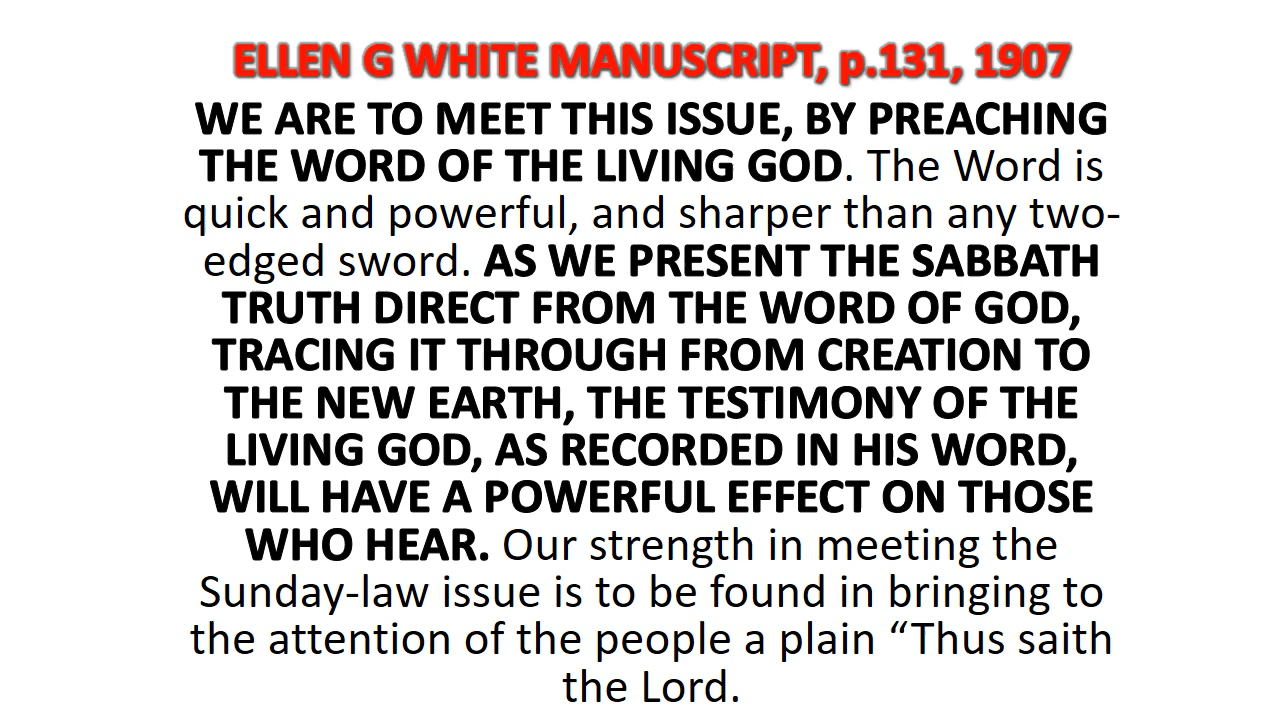 ELLEN G WHITE MANUSCRIPT, p.131, 1907
WE ARE TO MEET THIS ISSUE, BY PREACHING
THE WORD OF THE LIVING GOD. The Word is
quick and powerful, and sharper than any two-
edged sword. AS WE PRESENT THE SABBATH
TRUTH DIRECT FROM THE WORD OF GOD,
TRACING IT THROUGH FROM CREATION TO
THE NEW EARTH, THE TESTIMONY OF THE
LIVING GOD, AS RECORDED IN HIS WORD,
WILL HAVE A POWERFUL EFFECT ON THOSE
WHO HEAR. Our strength in meeting the
Sunday-law issue is to be found in bringing to
the attention of the people a plain “Thus saith
the Lord.